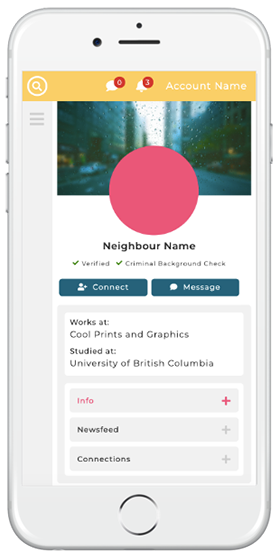 0
3
Account Name
Neighbour Name
Verified Criminal Background Check
Connect Message
Works at:
Cool Prints and Graphics
Studied at:
University of British Columbia
Info +
Newsfeed +
Connections +